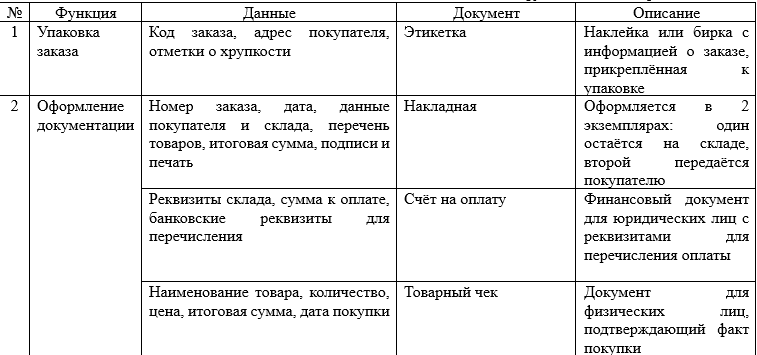 № Функция Данные Документ Описание
1 Упаковка заказа Код заказа, адрес покупателя, отметки о хрупкости Этикетка Наклейка или бирка с информацией о заказе, прикреплённая к упаковке
2 Оформление документации Номер заказа, дата, данные покупателя и склада, перечень товаров, итоговая сумма, подписи и печать Накладная Оформляется в 2 экземплярах: один остаётся на складе, второй передаётся покупателю
Реквизиты склада, сумма к оплате, банковские реквизиты для перечисления Счёт на оплату Финансовый документ для юридических лиц с реквизитами для перечисления оплаты
Наименование товара, количество, цена, итоговая сумма, дата покупки Товарный чек Документ для физических лиц, подтверждающий факт покупки